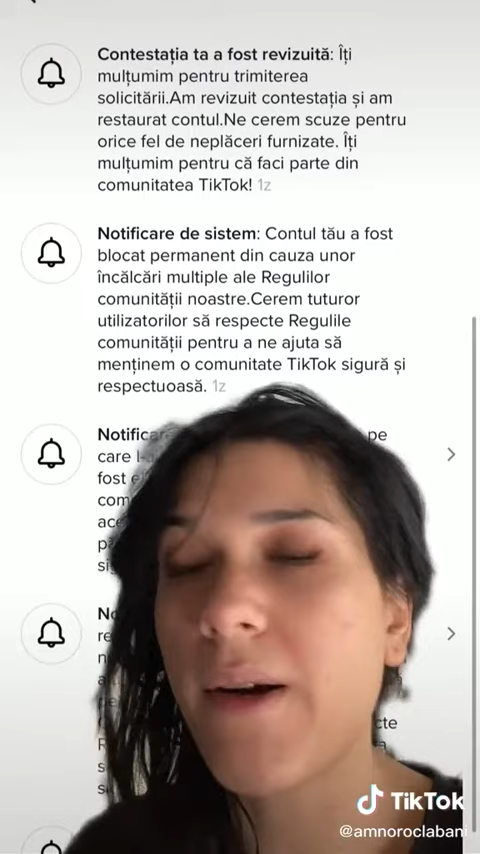 Contestația ta a fost revizuită: Îți
mulțumim pentru trimiterea
solicitării.Am revizuit contestația și am
restaurat contul.Ne cerem scuze pentru
orice fel de neplăceri furnizate. Îți
mulțumim pentru că faci parte din
comunitatea TikTok! 1z
Notificare de sistem: Contul tău a fost
blocat permanent din cauza unor
încălcări multiple ale Regulilor
comunității noastre.Cerem tuturor
utilizatorilor să respecte Regulile
comunității pentru a ne ajuta să
menținem o comunitate TikTok sigură și
respectuoasă. 1z
pe
care
fost
TikTok
@amnoroclabani